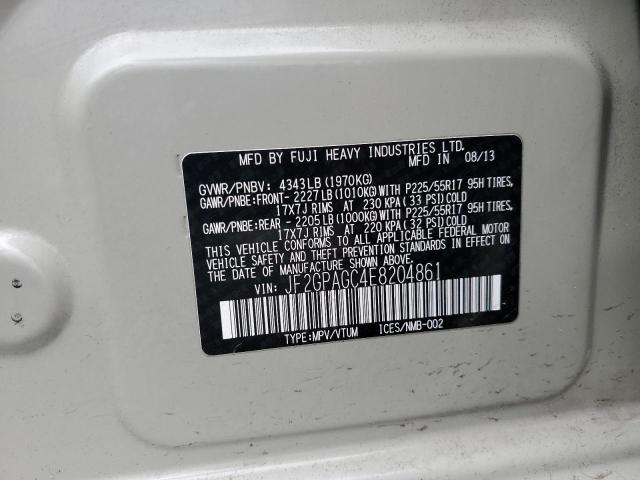 MFD BY FUJI HEAVY INDUSTRIES LTD.
MFD IN 08/13
GVWR/PNBV: 4343LB(1970KG)
GAWR/PNBE:FRONT- 2227LB(1010KG)WITH P225/55R17 95H TIRES,
17X7J RIMS AT 230 KPA( 33 PSI)COLD
GAWR/PNBE:REAR - 2205LB(1000KG)WITH P225/55R17 95H TIRES,
17X7J RIMS AT 220 KPA( 32 PSI)COLD
THIS VEHICLE CONFORMS TO ALL APPLICABLE FEDERAL MOTOR
VEHICLE SAFETY AND THEFT PREVENTION STANDARDS IN EFFECT ON
THE DATE OF MANUFACTURE SHOWN ABOVE.
VIN: JF2GPAGC4E8204861
TYPE:MPV/VTUM ICES/NMB-002